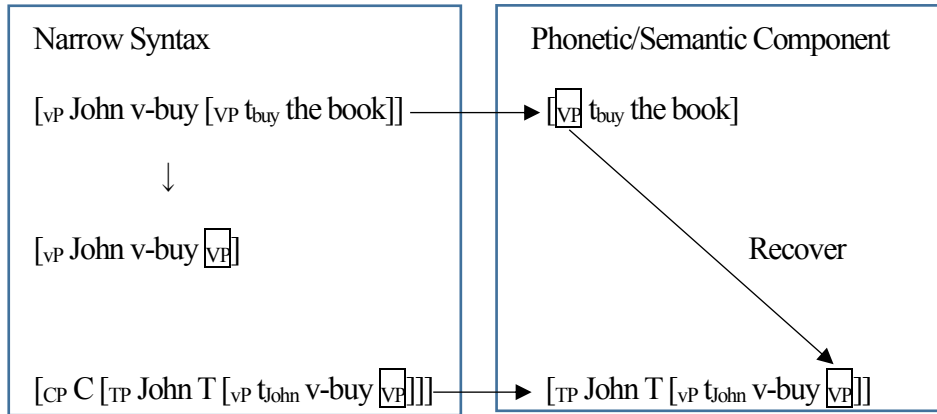 Narrow Syntax Phonetic/Semantic Component
[vP John v-buy [VP tbuy the book]] [VP tbuy the book]
↓
[vP John v-buy VP] Recover
[CP C [TP John T [vP tJohn v-buy VP]]] [TP John T [vP tJohn v-buy VP]]